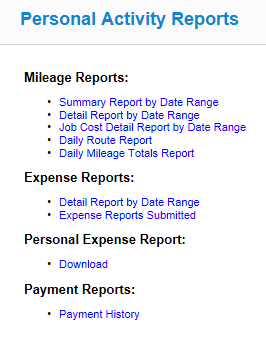 Personal Activity Reports
Mileage Reports:
• Summary Report by Date Range
• Detail Report by Date Range
• Job Cost Detail Report by Date Range
• Daily Route Report
• Daily Mileage Totals Report
Expense Reports:
• Detail Report by Date Range
• Expense Reports Submitted
Personal Expense Report:
• Download
Payment Reports:
• Payment History